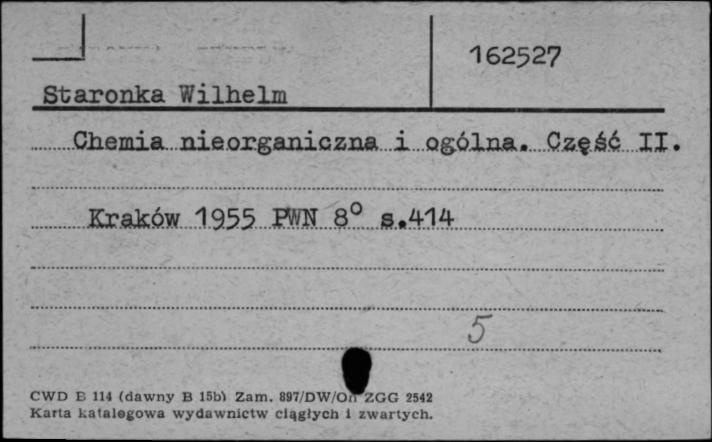 162527
Staronka Wilhelm
Chemia nieorganiczna i ogólna. Część II.
Kraków 1955 PWN 8° s.414
5
CWD B 114 (dawny B 15b) Zam. 897/DW/On ZGG 2542
Karta katalogowa wydawnictw ciągłych i zwartych.